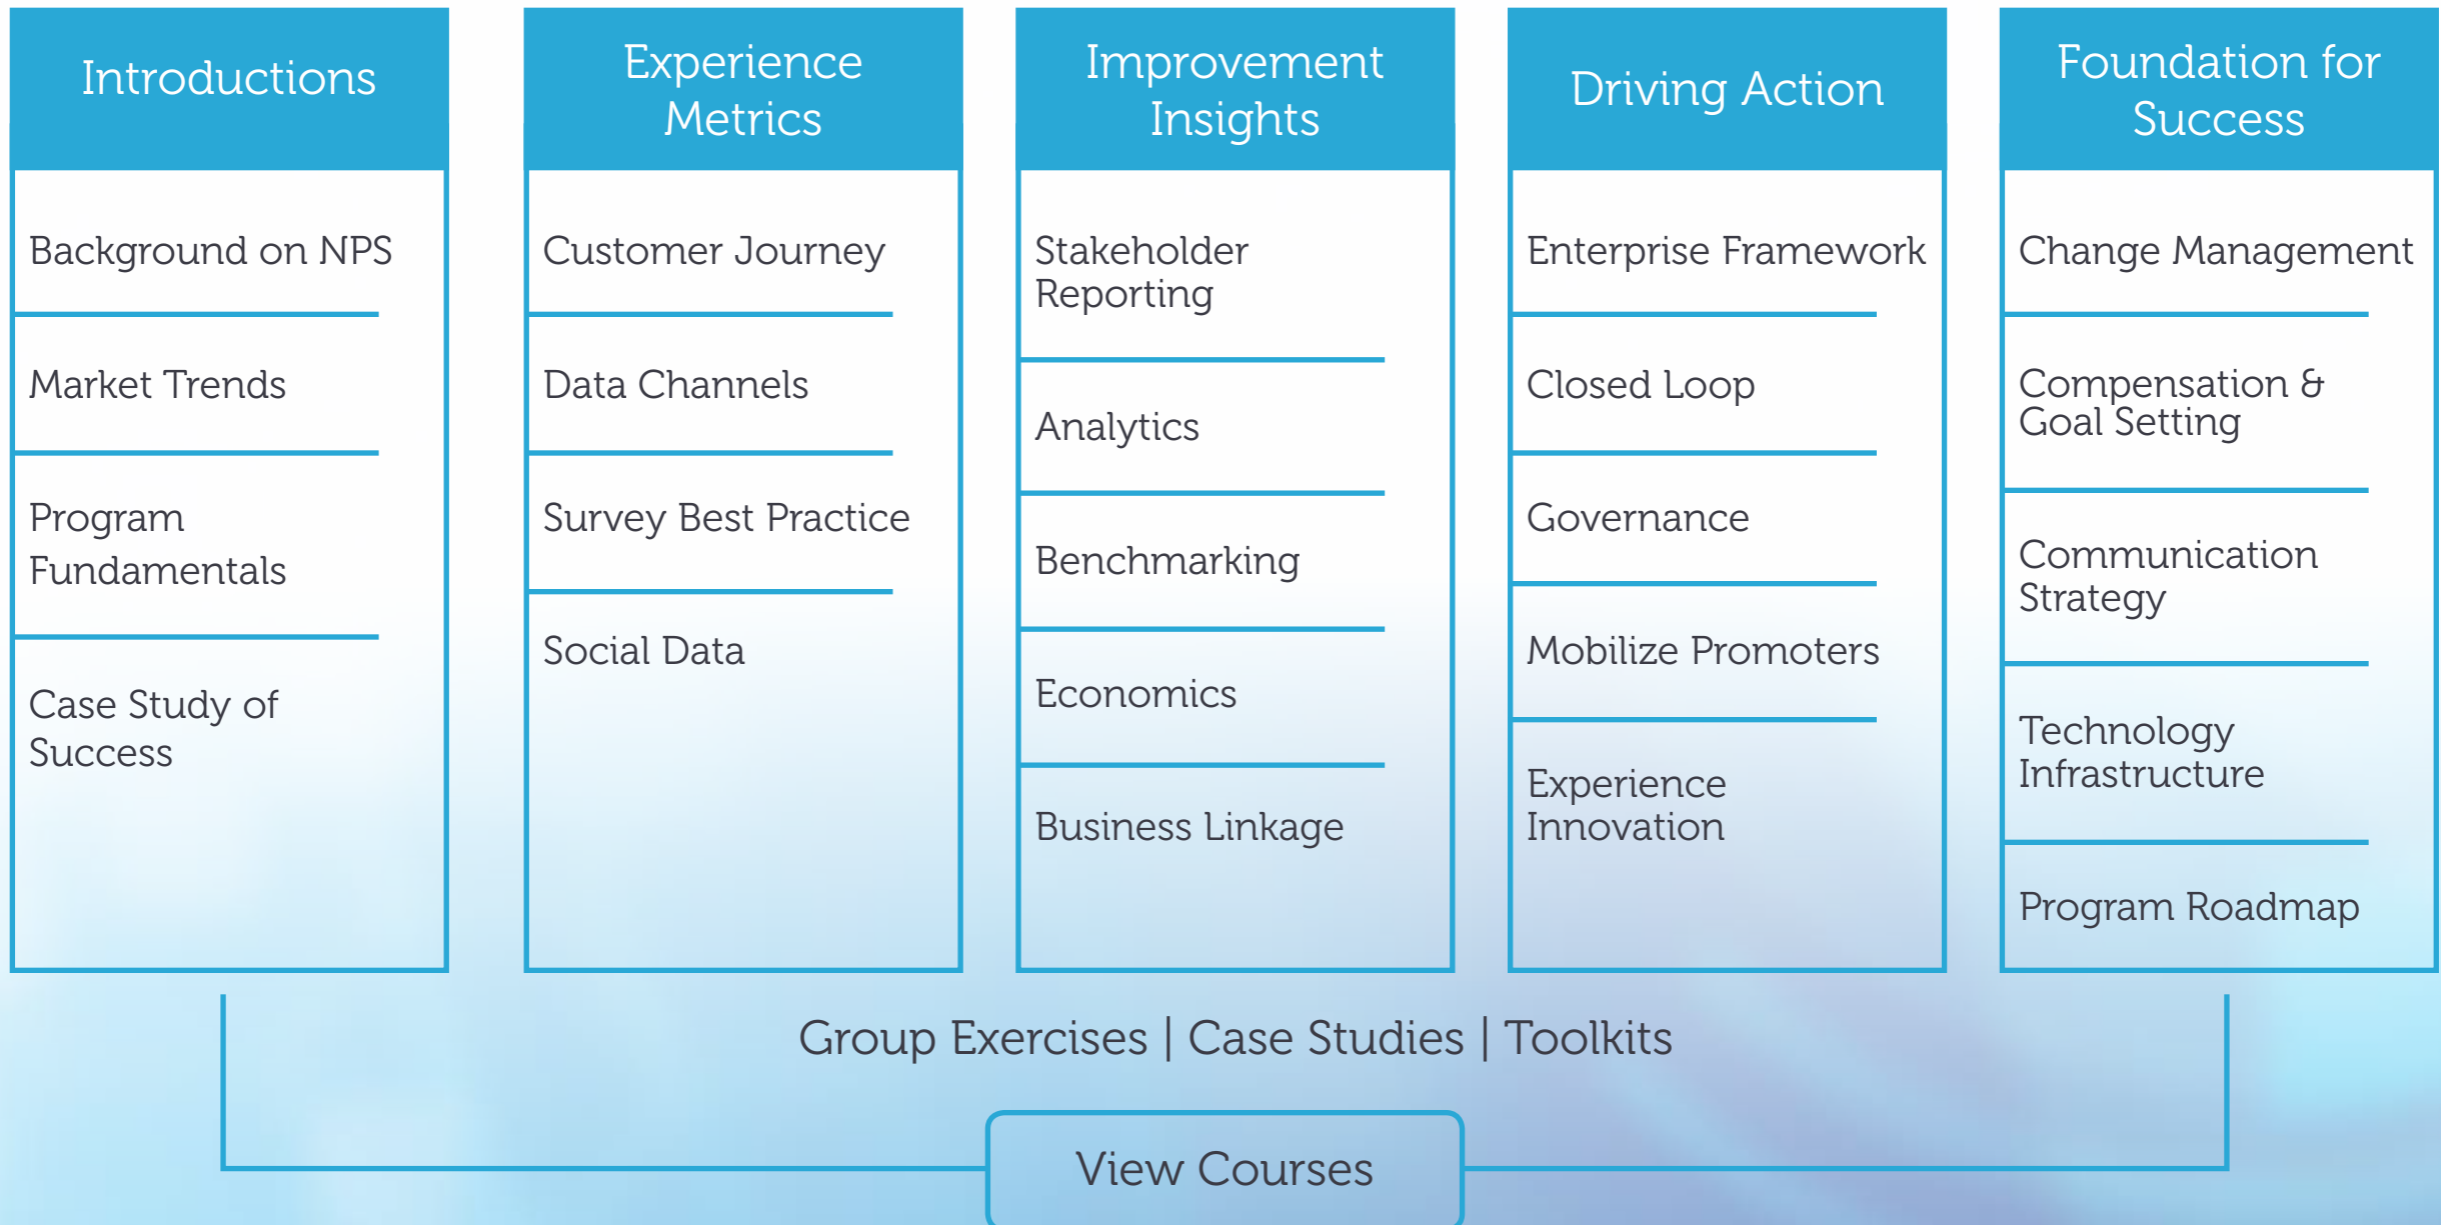 Introductions
Background on NPS
Market Trends
Program
Fundamentals
Case Study of
Success
Experience
Metrics
Customer Journey
Data Channels
Survey Best Practice
Social Data
Improvement
Insights
Stakeholder
Reporting
Analytics
Benchmarking
Economics
Business Linkage
Driving Action
Enterprise Framework
Closed Loop
Governance
Mobilize Promoters
Experience
Innovation
Foundation for
Success
Change Management
Compensation &
Goal Setting
Communication
Strategy
Technology
Infrastructure
Program Roadmap
Group Exercises | Case Studies | Toolkits
View Courses